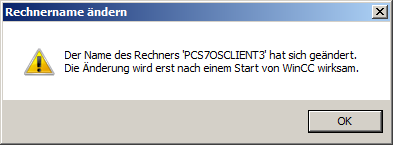 Rechnername ändern
Der Name des Rechners 'PCS7OSCLIENT3' hat sich geändert.
Die Änderung wird erst nach einem Start von WinCC wirksam.
OK